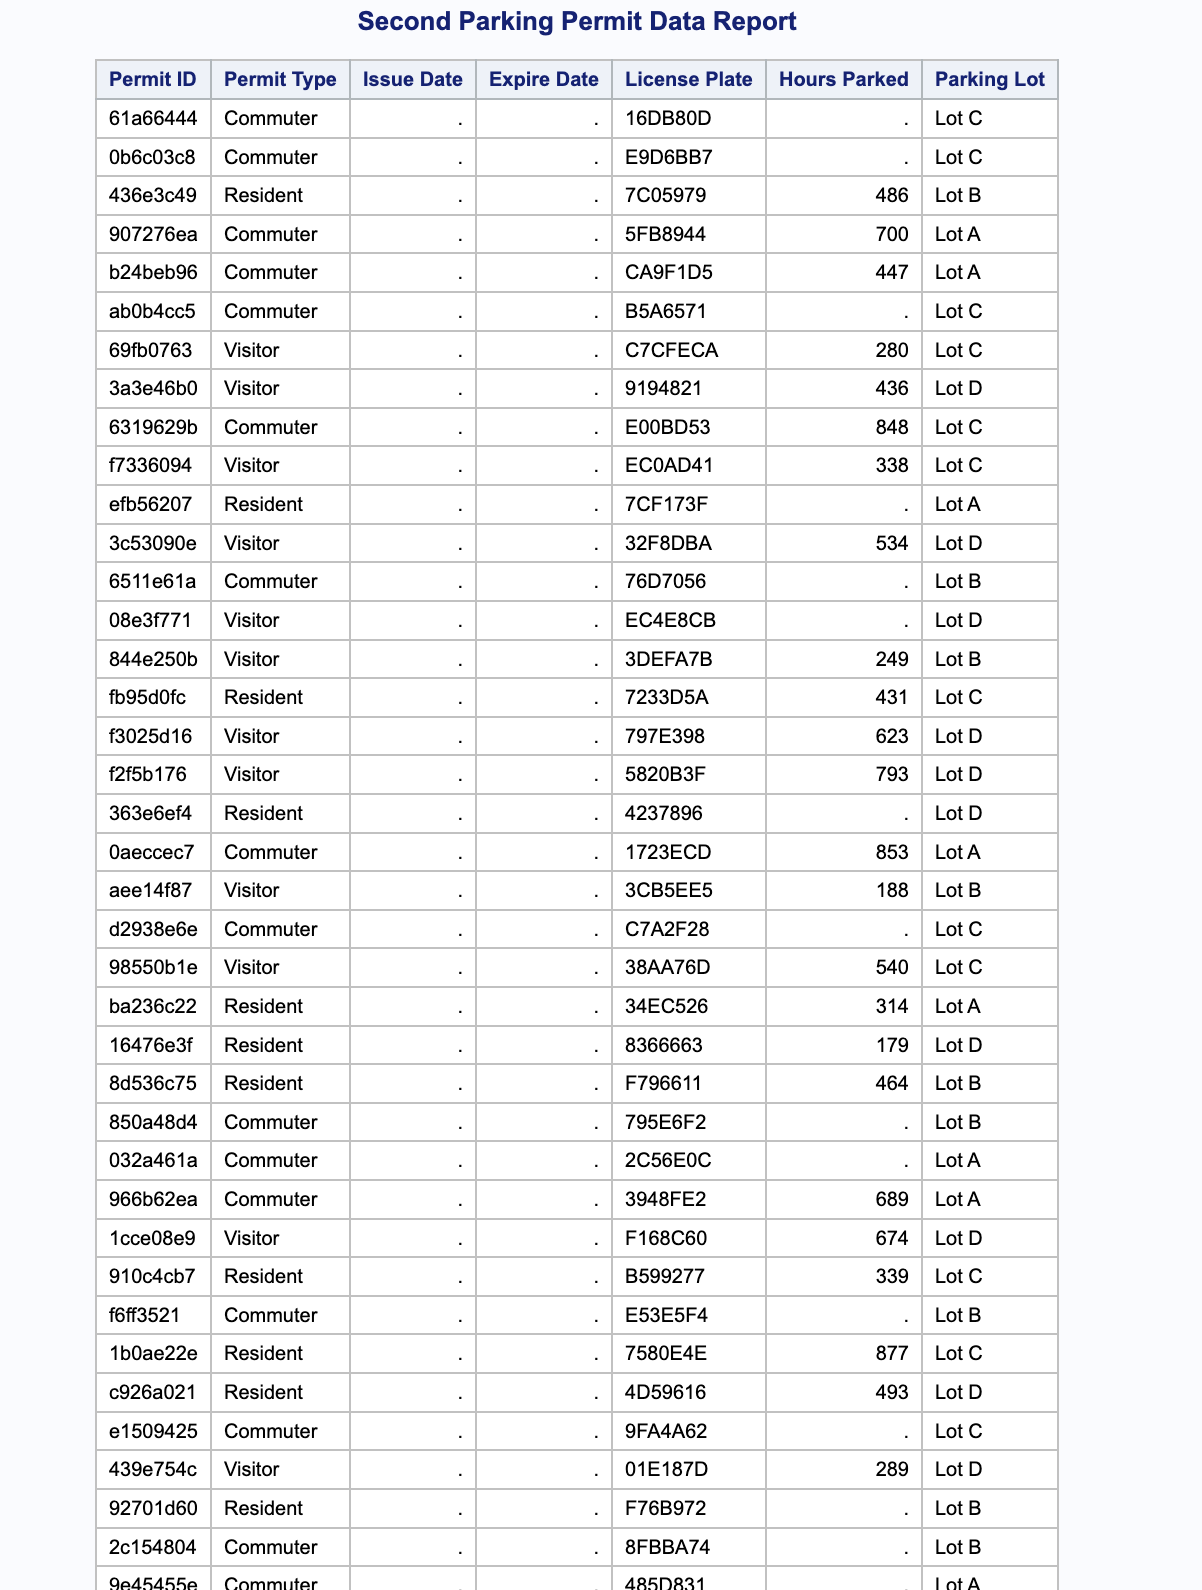 Second Parking Permit Data Report
Permit ID Permit Type Issue Date Expire Date License Plate Hours Parked Parking Lot
61a66444 Commuter . . 16DB80D . Lot C
0b6c03c8 Commuter . . E9D6BB7 . Lot C
436e3c49 Resident . . 7C05979 486 Lot B
907276ea Commuter . . 5FB8944 700 Lot A
b24beb96 Commuter . . CA9F1D5 447 Lot A
ab0b4cc5 Commuter . . B5A6571 . Lot C
69fb0763 Visitor . . C7CFECA 280 Lot C
3a3e46b0 Visitor . . 9194821 436 Lot D
6319629b Commuter . . E00BD53 848 Lot C
f7336094 Visitor . . EC0AD41 338 Lot C
efb56207 Resident . . 7CF173F . Lot A
3c53090e Visitor . . 32F8DBA 534 Lot D
6511e61a Commuter . . 76D7056 . Lot B
08e3f771 Visitor . . EC4E8CB . Lot D
844e250b Visitor . . 3DEFA7B 249 Lot B
fb95d0fc Resident . . 7233D5A 431 Lot C
f3025d16 Visitor . . 797E398 623 Lot D
f2f5b176 Visitor . . 5820B3F 793 Lot D
363e6ef4 Resident . . 4237896 . Lot D
0aeccec7 Commuter . . 1723ECD 853 Lot A
aee14f87 Visitor . . 3CB5EE5 188 Lot B
d2938e6e Commuter . . C7A2F28 . Lot C
98550b1e Visitor . . 38AA76D 540 Lot C
ba236c22 Resident . . 34EC526 314 Lot A
16476e3f Resident . . 8366663 179 Lot D
8d536c75 Resident . . F796611 464 Lot B
850a48d4 Commuter . . 795E6F2 . Lot B
032a461a Commuter . . 2C56E0C . Lot A
966b62ea Commuter . . 3948FE2 689 Lot A
1cce08e9 Visitor . . F168C60 674 Lot D
910c4cb7 Resident . . B599277 339 Lot C
f6ff3521 Commuter . . E53E5F4 . Lot B
1b0ae22e Resident . . 7580E4E 877 Lot C
c926a021 Resident . . 4D59616 493 Lot D
e1509425 Commuter . . 9FA4A62 . Lot C
439e754c Visitor . . 01E187D 289 Lot D
92701d60 Resident . . F76B972 . Lot B
2c154804 Commuter . . 8FBBA74 . Lot B
9e45455e Commuter . . 485D831 . Lot A